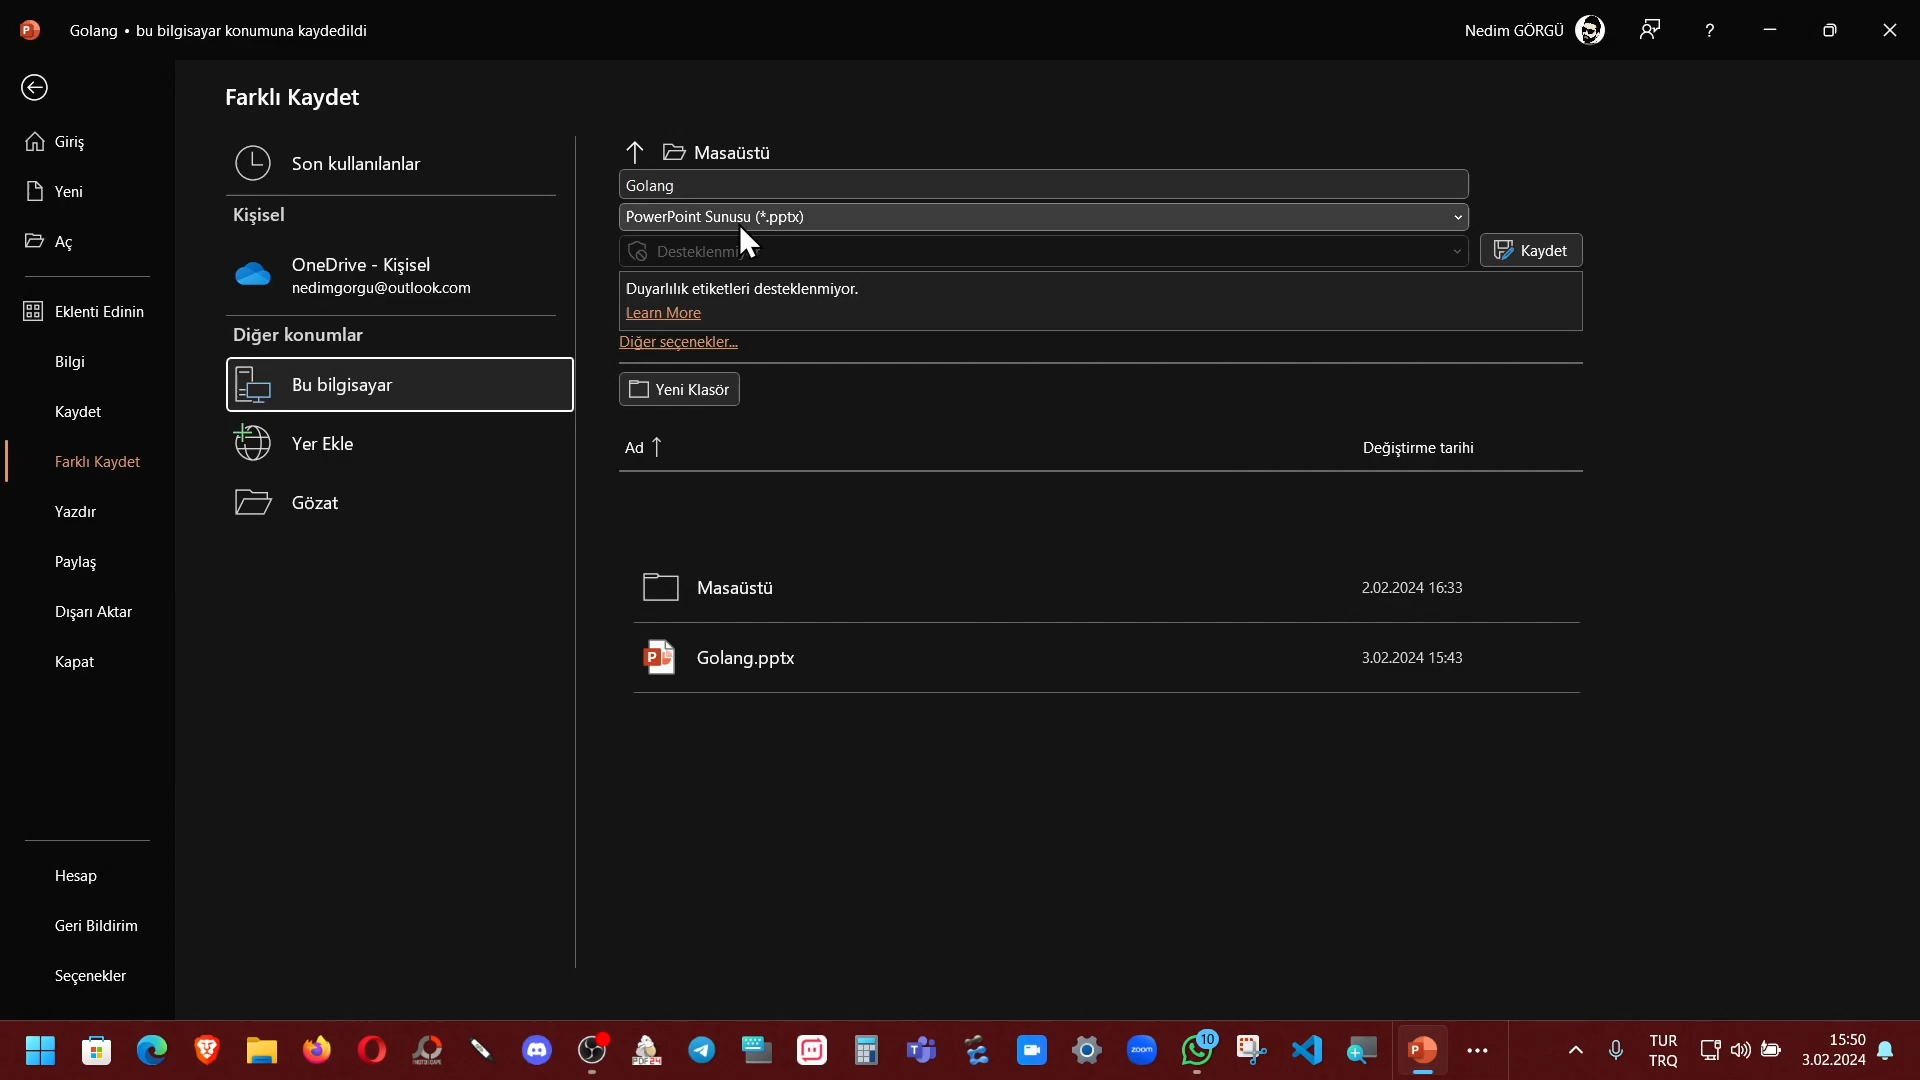 Golang • bu bilgisayar konumuna kaydedildi
Nedim GÖRGÜ
?
Giriş
Yeni
Aç
Eklenti Edinin
Bilgi
Kaydet
Farklı Kaydet
Yazdır
Paylaş
Dışarı Aktar
Kapat
Hesap
Geri Bildirim
Seçenekler
Farklı Kaydet
Son kullanılanlar
Kişisel
OneDrive - Kişisel
nedimgorgu@outlook.com
Diğer konumlar
Bu bilgisayar
Yer Ekle
Gözat
Masaüstü
Golang
PowerPoint Sunusu (*.pptx)
Kaydet
Duyarlılık etiketleri desteklenmiyor.
Learn More
Diğer seçenekler...
Yeni Klasör
Ad
Değiştirme tarihi
Masaüstü
2.02.2024 16:33
Golang.pptx
3.02.2024 15:43
zoom
10
TUR
TRQ
15:50
3.02.2024